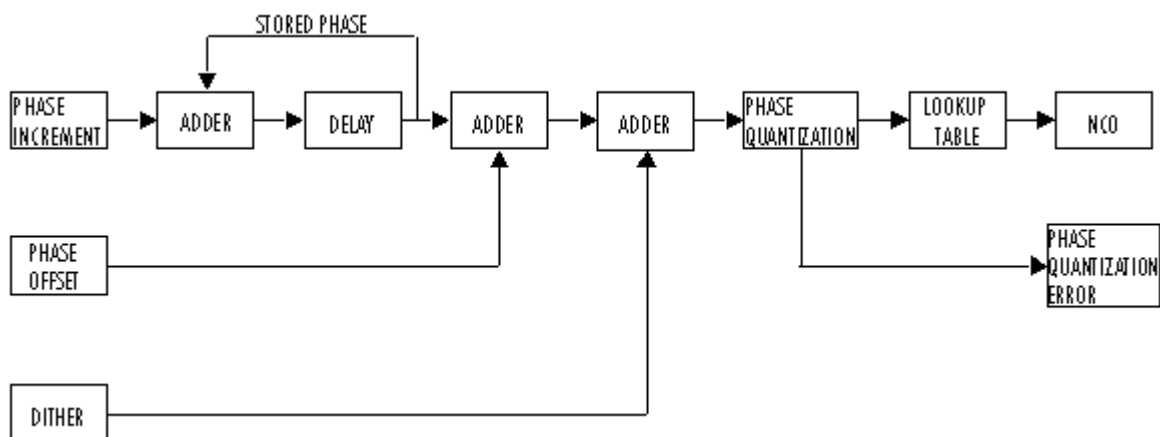 STORED PHASE
PHASE
INCREMENT
ADDER
DELAY
ADDER
ADDER
PHASE
QUANTIZATION
LOOKUP
TABLE
NCO
PHASE
OFFSET
PHASE
QUANTIZATION
ERROR
DITHER